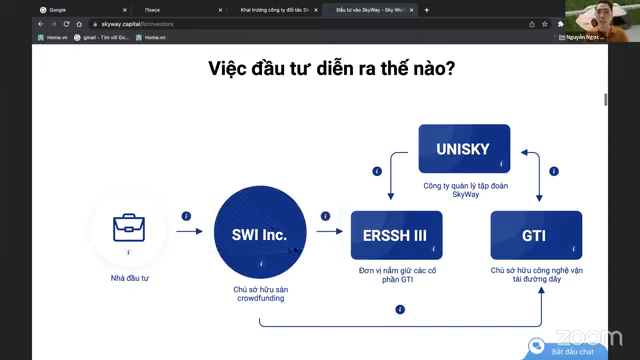 Google
Поиск
Khai trương công ty đối tác Sk
Đầu tư vào SkyWay - Sky Worl
skyway.capital/forinvestors
Home.vn
gmail - Tìm với Go...
Home.vn
Nguyễn Ngọc ...
Việc đầu tư diễn ra thế nào?
UNISKY
Công ty quản lý tập đoàn
SkyWay
SWI Inc.
ERSSH III
GTI
Nhà đầu tư
Chủ sở hữu sàn
crowdfunding
Đơn vị nắm giữ các cổ
phần GTI
Chủ sở hữu công nghệ vận
tải đường dây
zoom
Bắt đầu chat